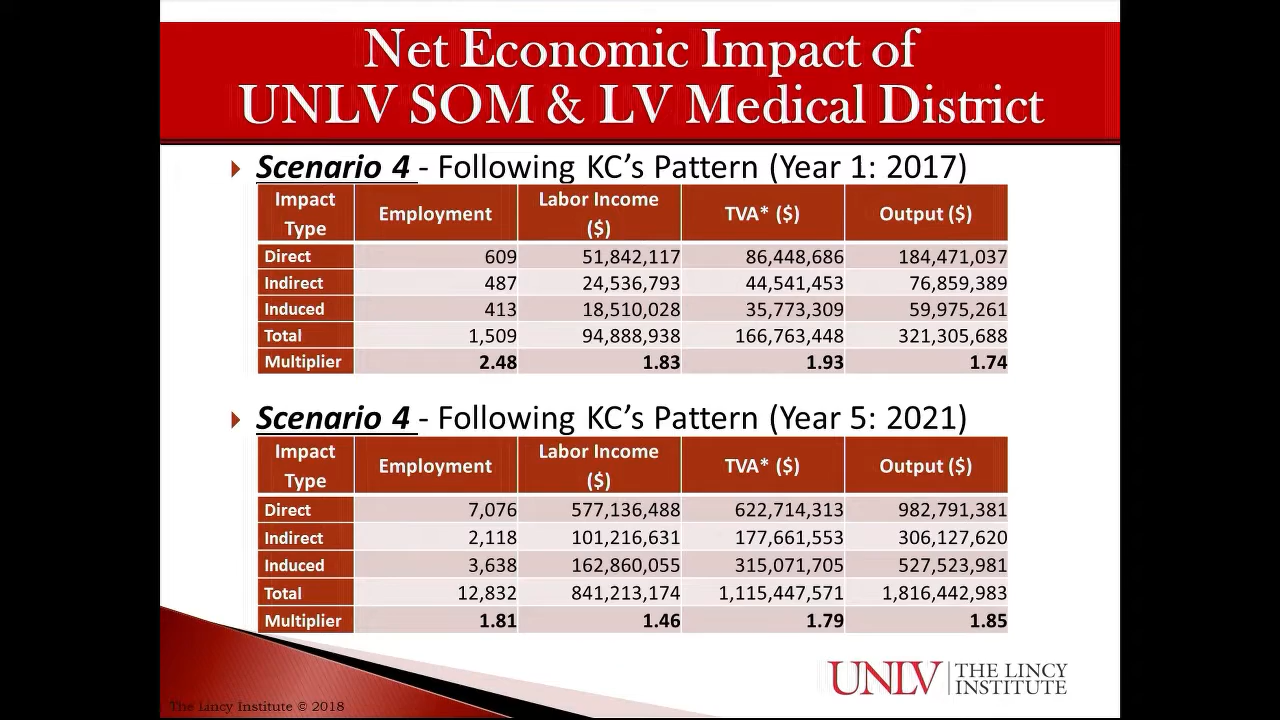 Net Economic Impact of
UNLV SOM & LV Medical District
Scenario 4 - Following KC's Pattern (Year 1: 2017)
Impact Type Employment Labor Income ($) TVA* ($) Output ($)
Direct 609 51,842,117 86,448,686 184,471,037
Indirect 487 24,536,793 44,541,453 76,859,389
Induced 413 18,510,028 35,773,309 59,975,261
Total 1,509 94,888,938 166,763,448 321,305,688
Multiplier 2.48 1.83 1.93 1.74
Scenario 4 - Following KC's Pattern (Year 5: 2021)
Impact Type Employment Labor Income ($) TVA* ($) Output ($)
Direct 7,076 577,136,488 622,714,313 982,791,381
Indirect 2,118 101,216,631 177,661,553 306,127,620
Induced 3,638 162,860,055 315,071,705 527,523,981
Total 12,832 841,213,174 1,115,447,571 1,816,442,983
Multiplier 1.81 1.46 1.79 1.85
UNLV THE LINCY INSTITUTE
The Lincy Institute © 2018